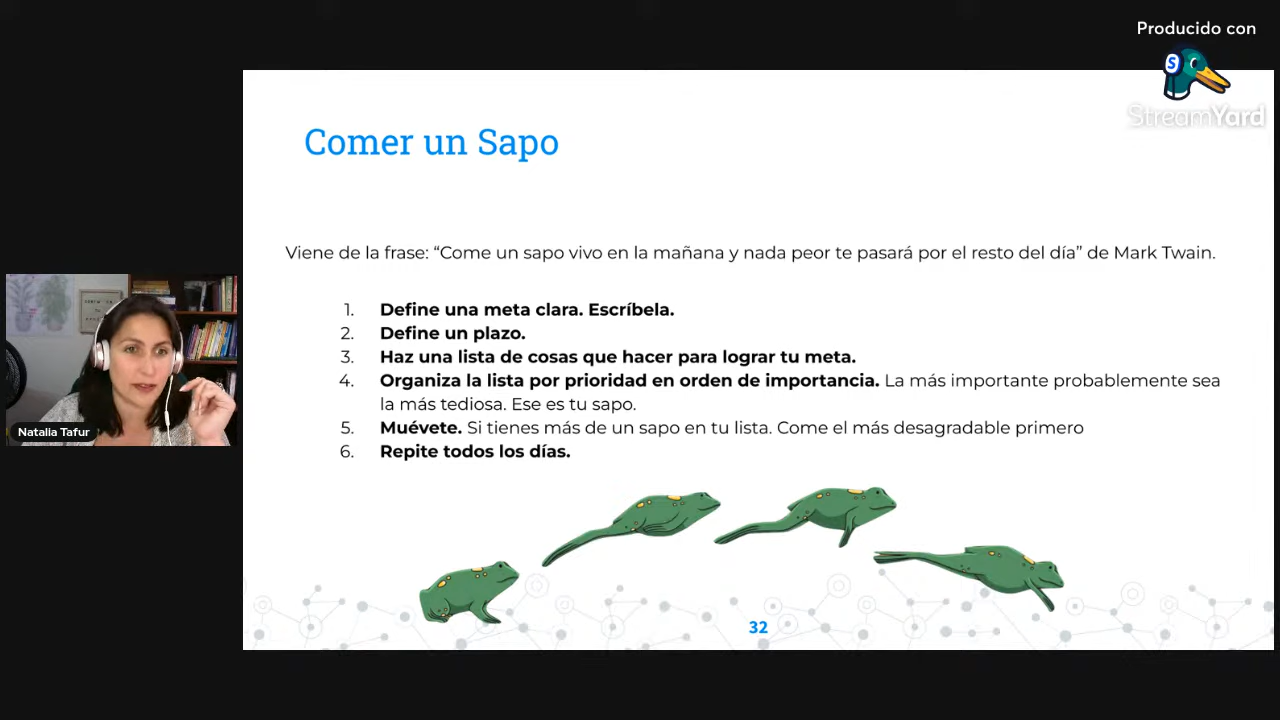 Producido con
StreamYard
Comer un Sapo
Viene de la frase: “Come un sapo vivo en la mañana y nada peor te pasará por el resto del día” de Mark Twain.
1. Define una meta clara. Escríbela.
2. Define un plazo.
3. Haz una lista de cosas que hacer para lograr tu meta.
4. Organiza la lista por prioridad en orden de importancia. La más importante probablemente sea
la más tediosa. Ese es tu sapo.
5. Muévete. Si tienes más de un sapo en tu lista. Come el más desagradable primero
6. Repite todos los días.
Natalia Tafur
32